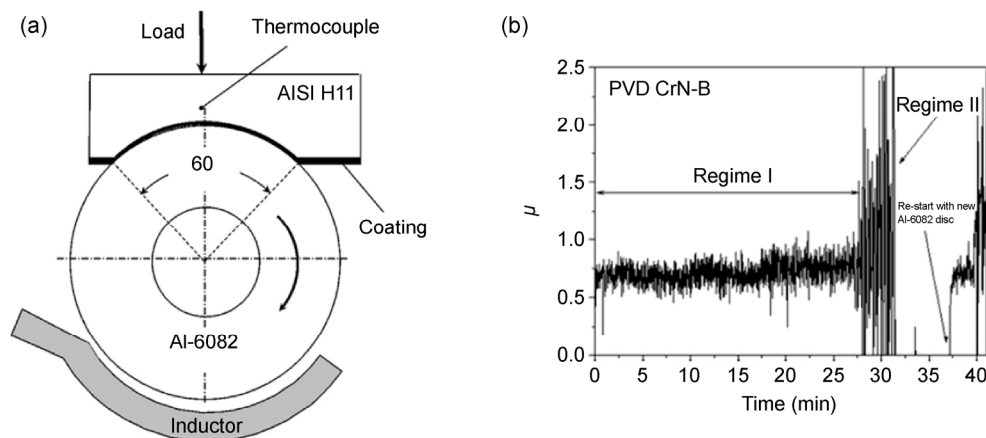 (a)
Load
Thermocouple
AISI H11
60
Coating
Al-6082
Inductor
(b)
2.5
2.0
1.5
1.0
0.5
0.0
μ
PVD CrN-B
Regime I
Regime II
Re-start with new
Al-6082 disc
0 5 10 15 20 25 30 35 40
Time (min)